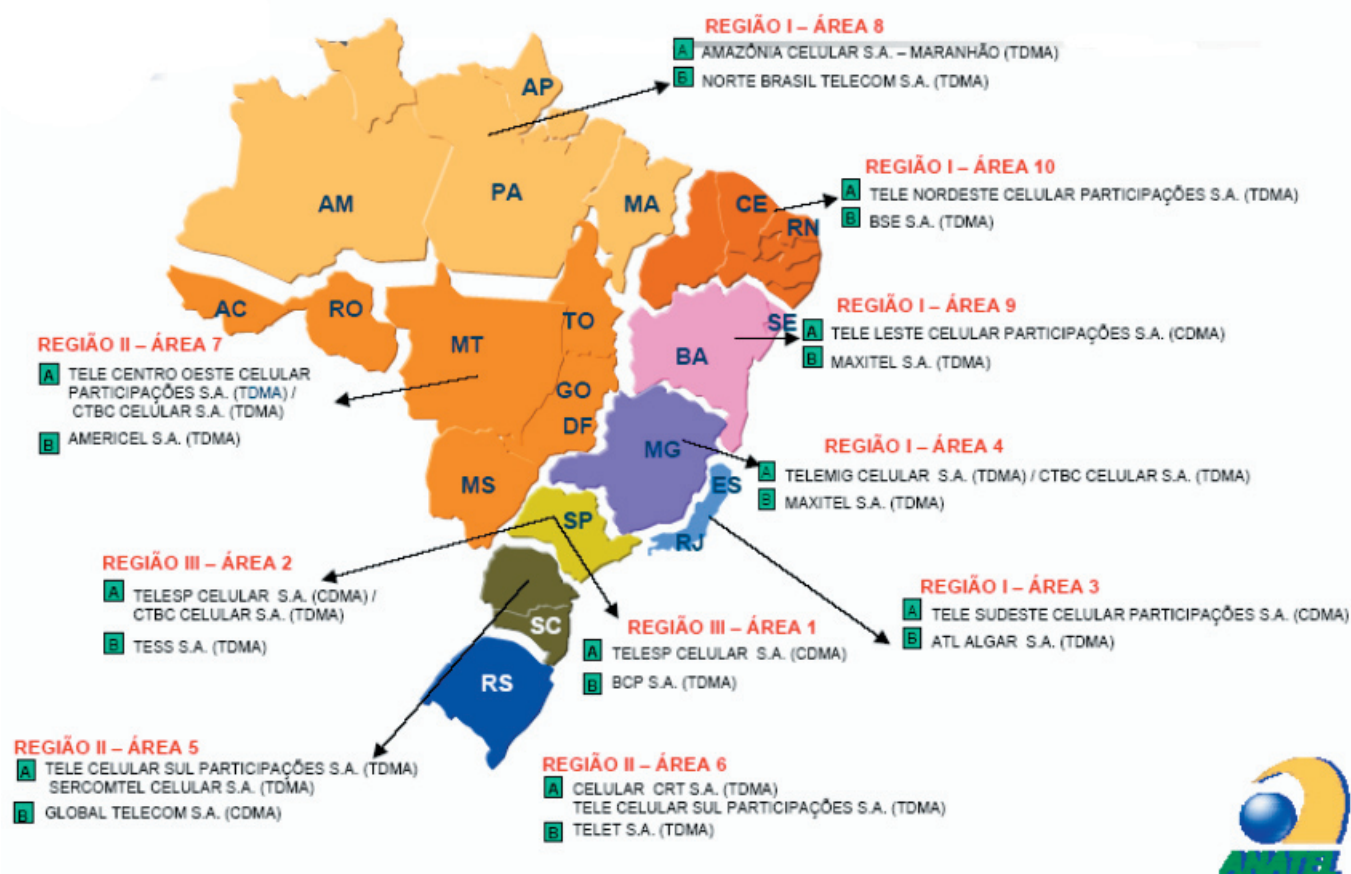 REGIÃO I – ÁREA 8
A AMAZÔNIA CELULAR S.A. – MARANHÃO (TDMA)
B NORTE BRASIL TELECOM S.A. (TDMA)
AP
AM
PA
MA
REGIÃO I – ÁREA 10
A TELE NORDESTE CELULAR PARTICIPAÇÕES S.A. (TDMA)
B BSE S.A. (TDMA)
CE
RN
AC
RO
MT
TO
GO
DF
MS
REGIÃO I – ÁREA 9
A TELE LESTE CELULAR PARTICIPAÇÕES S.A. (CDMA)
B MAXITEL S.A. (TDMA)
SE
BA
REGIÃO II – ÁREA 7
A TELE CENTRO OESTE CELULAR
PARTICIPAÇÕES S.A. (TDMA) /
CTBC CELULAR S.A. (TDMA)
B AMERICEL S.A. (TDMA)
MG
REGIÃO I – ÁREA 4
A TELEMIG CELULAR S.A. (TDMA) / CTBC CELULAR S.A. (TDMA)
B MAXITEL S.A. (TDMA)
ES
RJ
SP
REGIÃO III – ÁREA 2
A TELESP CELULAR S.A. (CDMA) /
CTBC CELULAR S.A. (TDMA)
B TESS S.A. (TDMA)
REGIÃO I – ÁREA 3
A TELE SUDESTE CELULAR PARTICIPAÇÕES S.A. (CDMA)
B ATL ALGAR S.A. (TDMA)
SC
REGIÃO III – ÁREA 1
A TELESP CELULAR S.A. (CDMA)
B BCP S.A. (TDMA)
RS
REGIÃO II – ÁREA 5
A TELE CELULAR SUL PARTICIPAÇÕES S.A. (TDMA)
SERCOMTEL CELULAR S.A. (TDMA)
B GLOBAL TELECOM S.A. (CDMA)
REGIÃO II – ÁREA 6
A CELULAR CRT S.A. (TDMA)
TELE CELULAR SUL PARTICIPAÇÕES S.A. (TDMA)
B TELET S.A. (TDMA)
ANATEL